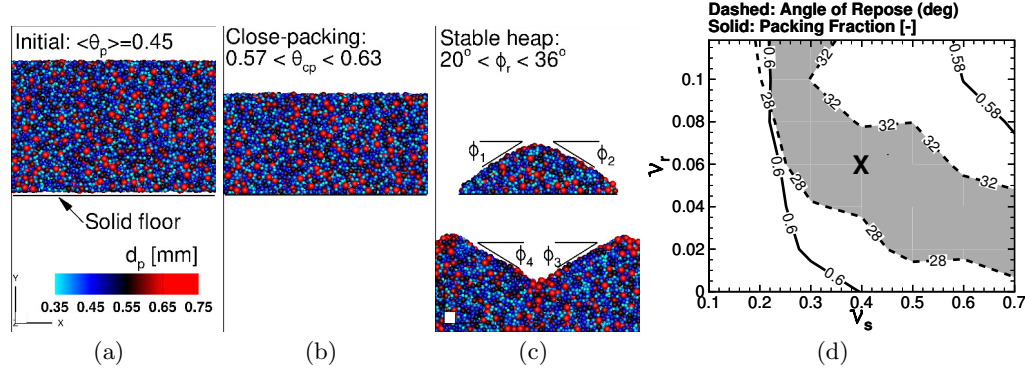 Initial: <θp>=0.45
Solid floor
dp [mm]
0.35 0.45 0.55 0.65 0.75
Y
Z X
(a)
Close-packing:
0.57 < θcp < 0.63
(b)
Stable heap:
20° < ϕr < 36°
ϕ1 ϕ2
ϕ4 ϕ3
(c)
Dashed: Angle of Repose (deg)
Solid: Packing Fraction [-]
0.1
0.08
0.06
0.04
0.02
0
νr
0.1 0.2 0.3 0.4 0.5 0.6 0.7
νs
0.6
32
0.58
28
0.58
32
32
X
0.6
28
32
0.6
28
28
0.6
(d)